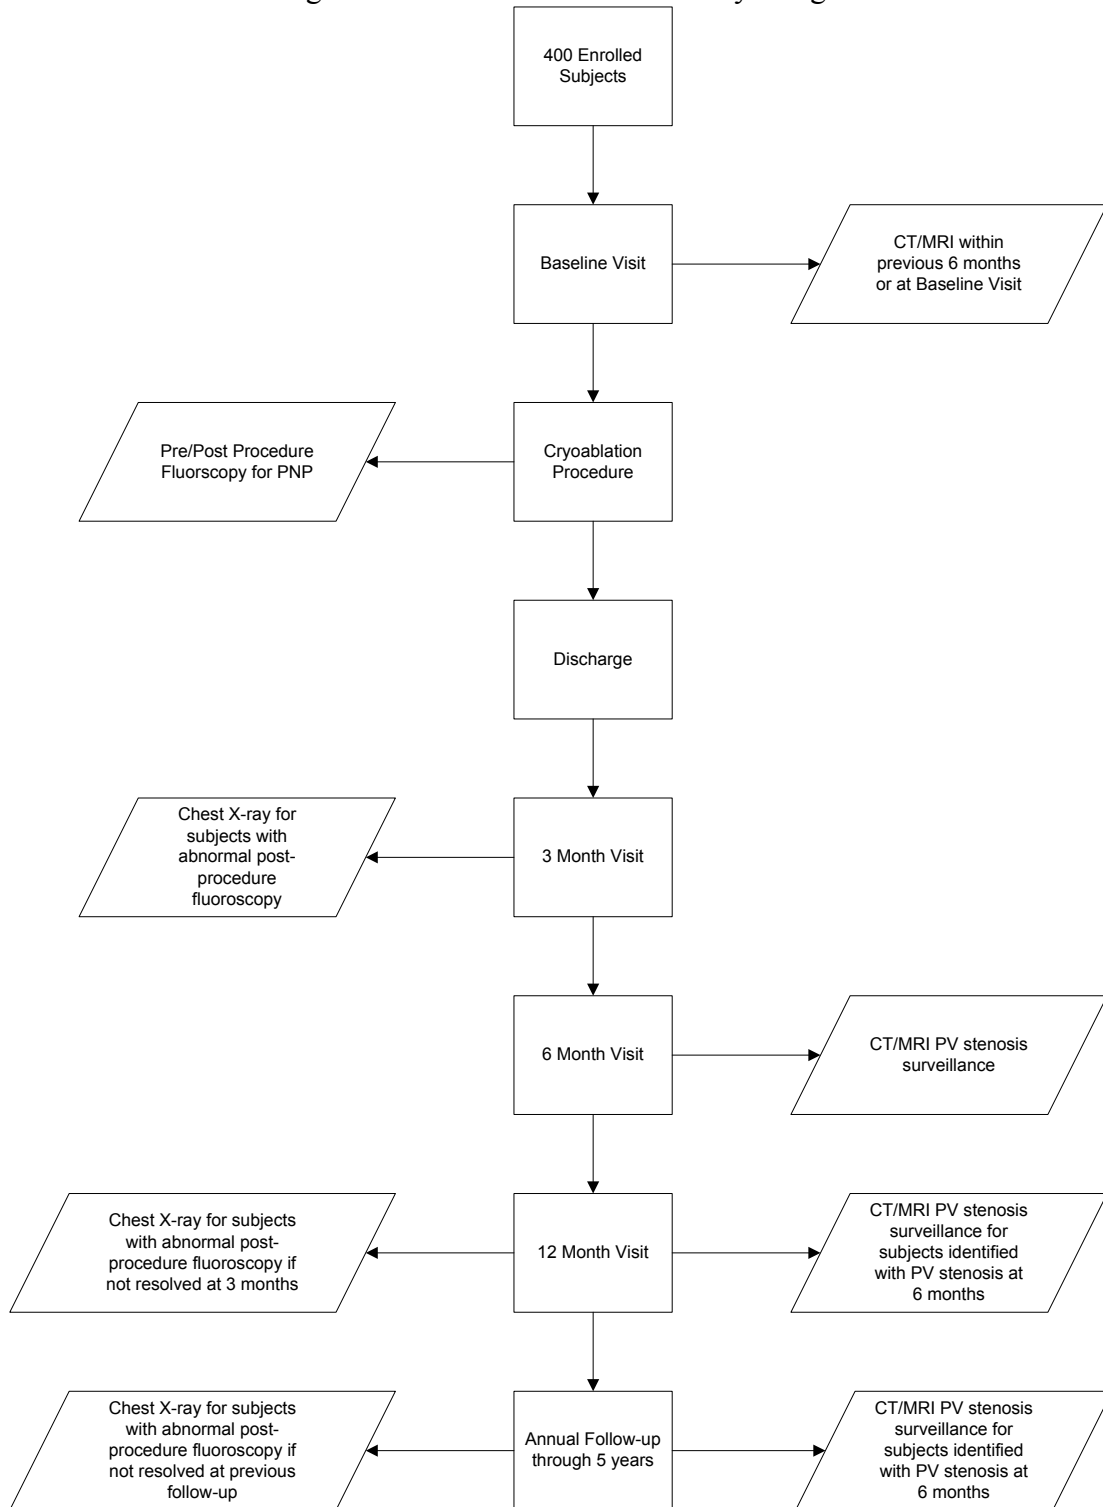 400 Enrolled
Subjects
Baseline Visit
CT/MRI within
previous 6 months
or at Baseline Visit
Pre/Post Procedure
Fluorscopy for PNP
Cryoablation
Procedure
Discharge
Chest X-ray for
subjects with
abnormal post-
procedure
fluoroscopy
3 Month Visit
6 Month Visit
CT/MRI PV stenosis
surveillance
Chest X-ray for subjects
with abnormal post-
procedure fluoroscopy if
not resolved at 3 months
12 Month Visit
CT/MRI PV stenosis
surveillance for
subjects identified
with PV stenosis at
6 months
Chest X-ray for subjects
with abnormal post-
procedure fluoroscopy if
not resolved at previous
follow-up
Annual Follow-up
through 5 years
CT/MRI PV stenosis
surveillance for
subjects identified
with PV stenosis at
6 months